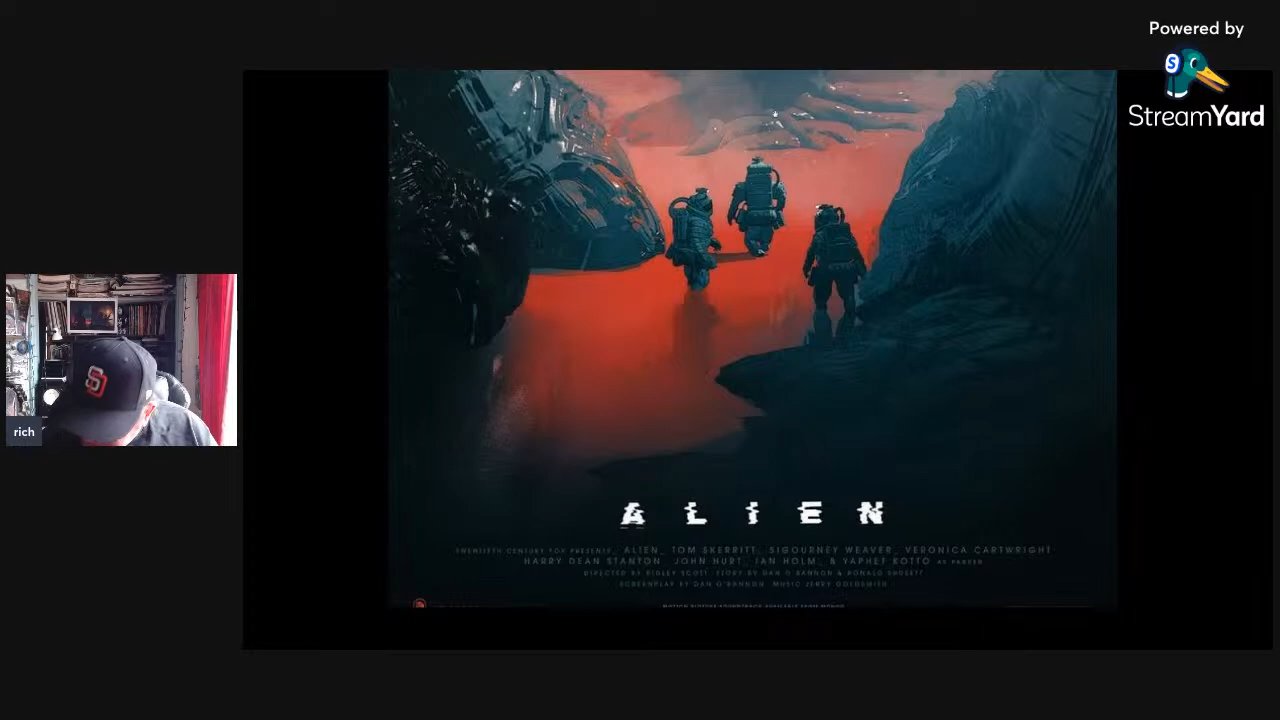 Powered by
S
StreamYard
SD
rich
ALIEN
TWENTIETH CENTURY FOX PRESENTS, ALIEN, TOM SKERRITT, SIGOURNEY WEAVER, VERONICA CARTWRIGHT
HARRY DEAN STANTON, JOHN HURT, IAN HOLM, & YAPHET KOTTO AS PARKER
DIRECTED BY RIDLEY SCOTT STORY BY DAN O'BANNON & RONALD SHUSETT
SCREENPLAY BY DAN O'BANNON MUSIC JERRY GOLDSMITH